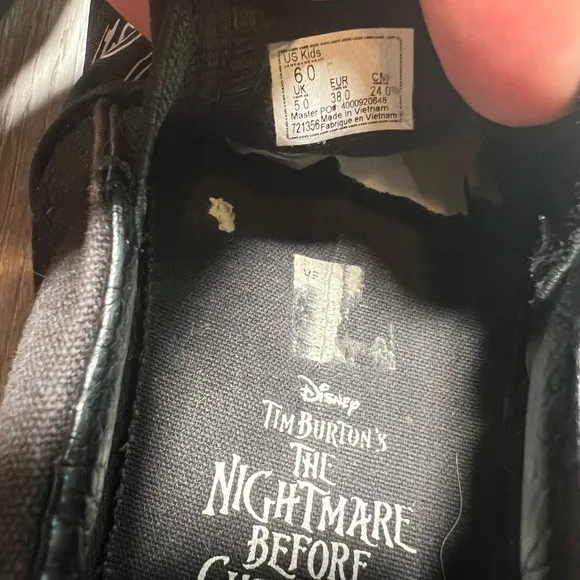 US Kids
6.0
UK EUR CM
5.0 38.0 24.0
Master PO# 4000920648
721356 Made in Vietnam
Fabrique en Vietnam
Disney
TIM BURTON'S
THE
NIGHTMARE
BEFORE